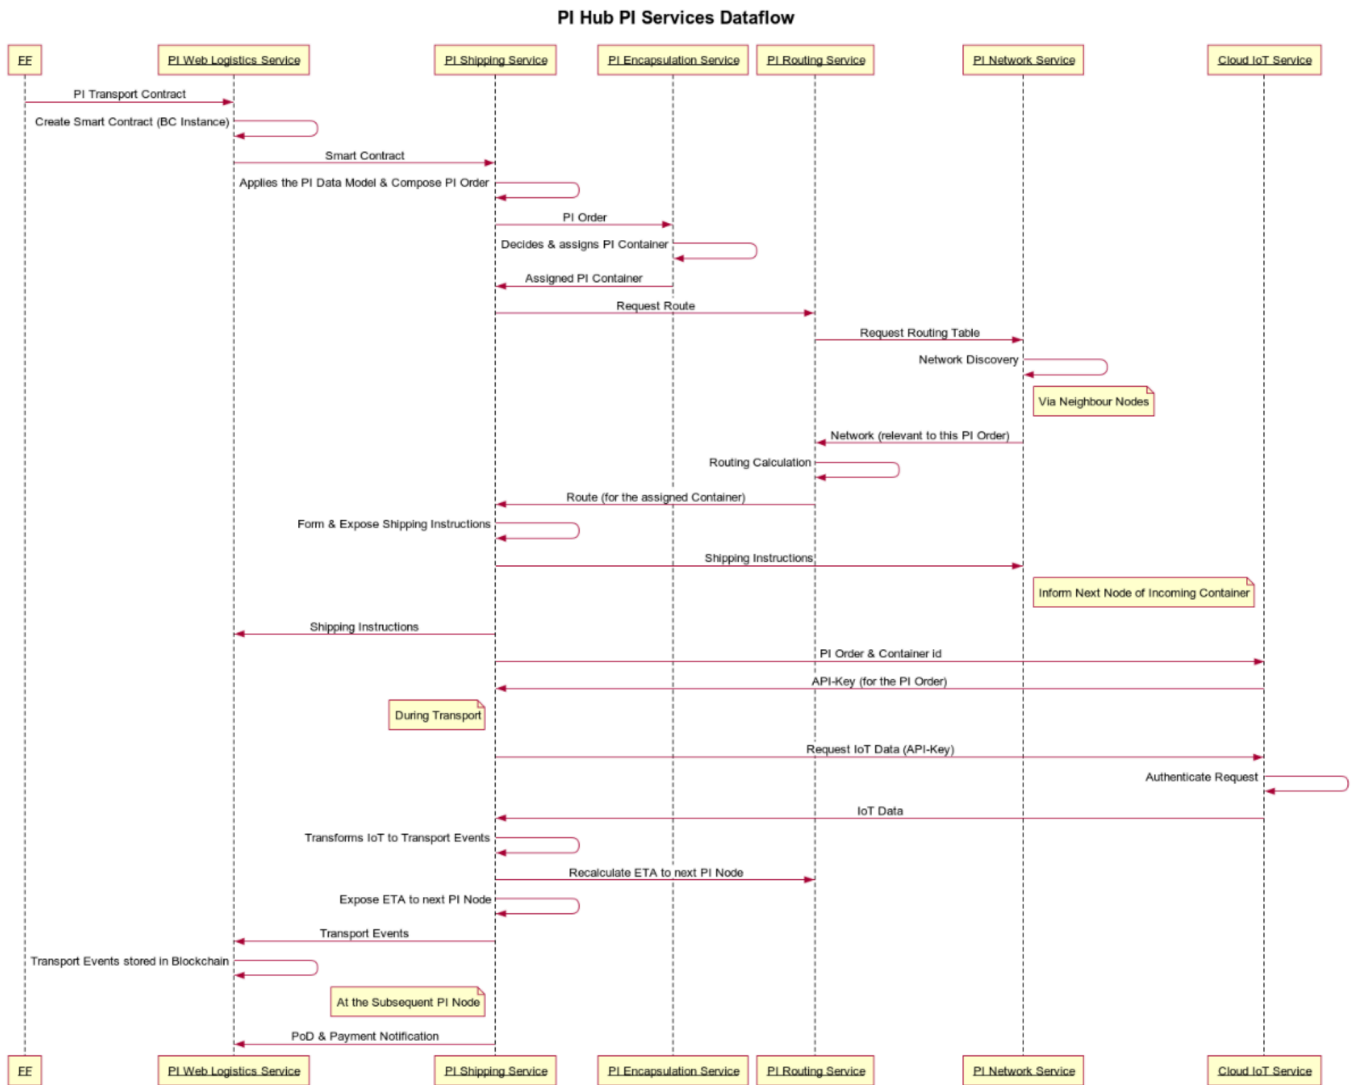 PI Hub PI Services Dataflow
FF
PI Web Logistics Service
PI Shipping Service
PI Encapsulation Service
PI Routing Service
PI Network Service
Cloud IoT Service
PI Transport Contract
Create Smart Contract (BC Instance)
Smart Contract
Applies the PI Data Model & Compose PI Order
PI Order
Decides & assigns PI Container
Assigned PI Container
Request Route
Request Routing Table
Network Discovery
Via Neighbour Nodes
Network (relevant to this PI Order)
Routing Calculation
Route (for the assigned Container)
Form & Expose Shipping Instructions
Shipping Instructions
Inform Next Node of Incoming Container
Shipping Instructions
PI Order & Container id
API-Key (for the PI Order)
During Transport
Request IoT Data (API-Key)
Authenticate Request
IoT Data
Transforms IoT to Transport Events
Recalculate ETA to next PI Node
Expose ETA to next PI Node
Transport Events
Transport Events stored in Blockchain
At the Subsequent PI Node
PoD & Payment Notification
FF
PI Web Logistics Service
PI Shipping Service
PI Encapsulation Service
PI Routing Service
PI Network Service
Cloud IoT Service